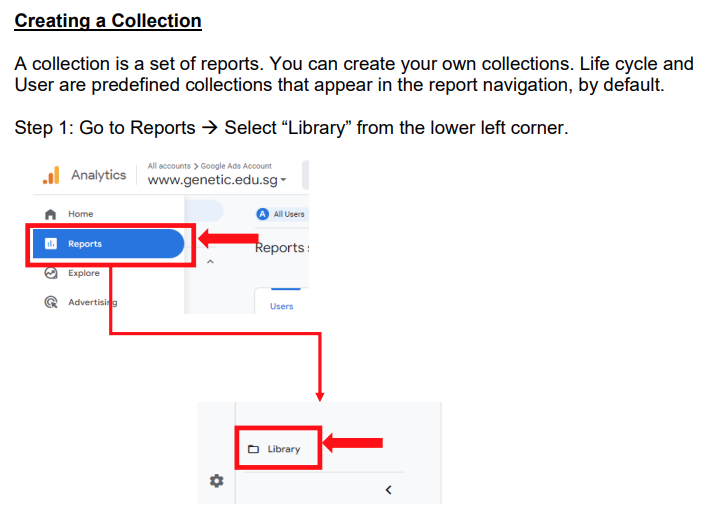 Creating a Collection
A collection is a set of reports. You can create your own collections. Life cycle and
User are predefined collections that appear in the report navigation, by default.
Step 1: Go to Reports → Select “Library” from the lower left corner.
All accounts > Google Ads Account
Analytics
www.genetic.edu.sg
Home
A All Users
Reports
Reports
Explore
Advertising
Users
Library